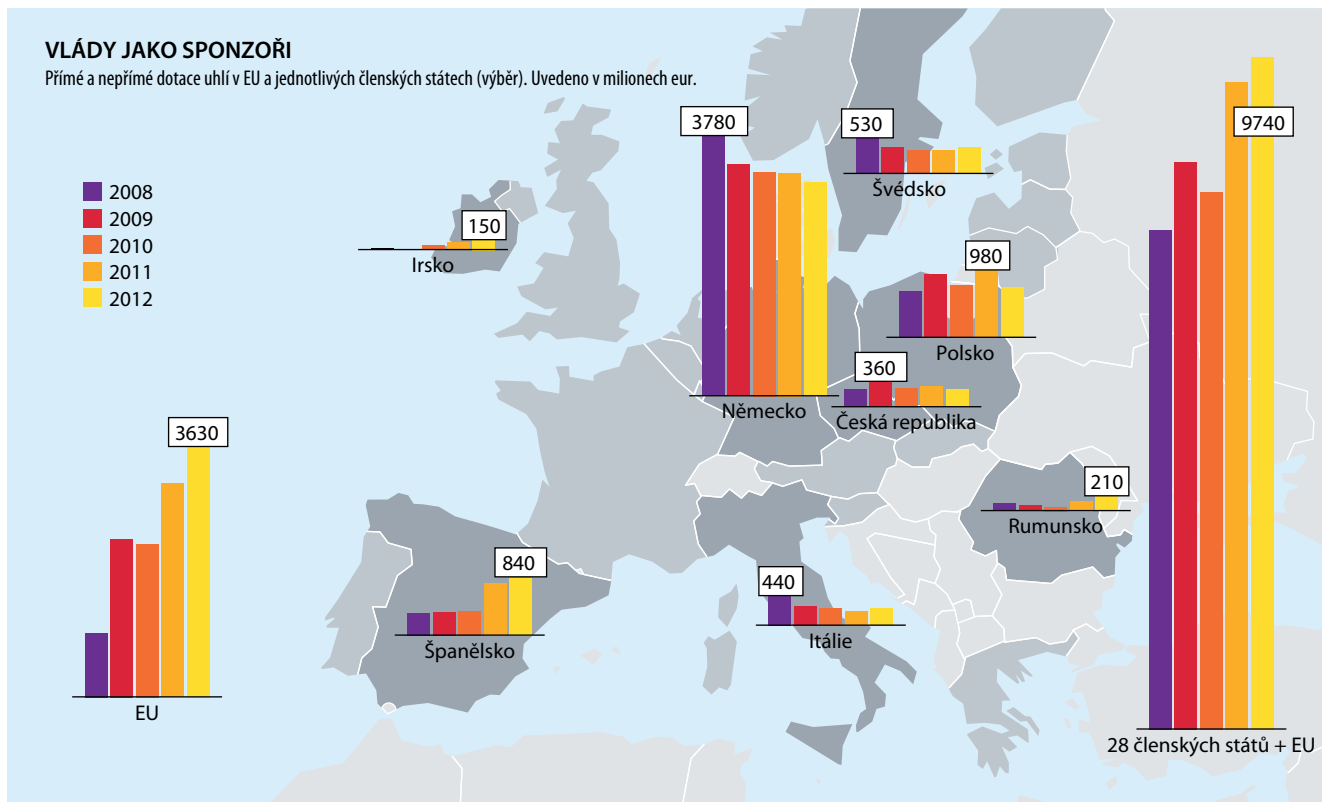 VLÁDY JAKO SPONZOŘI
Přímé a nepřímé dotace uhlí v EU a jednotlivých členských státech (výběr). Uvedeno v milionech eur.
2008
2009
2010
2011
2012
150
Irsko
3780
Německo
530
Švédsko
980
Polsko
360
Česká republika
210
Rumunsko
440
Itálie
840
Španělsko
3630
EU
9740
28 členských států + EU